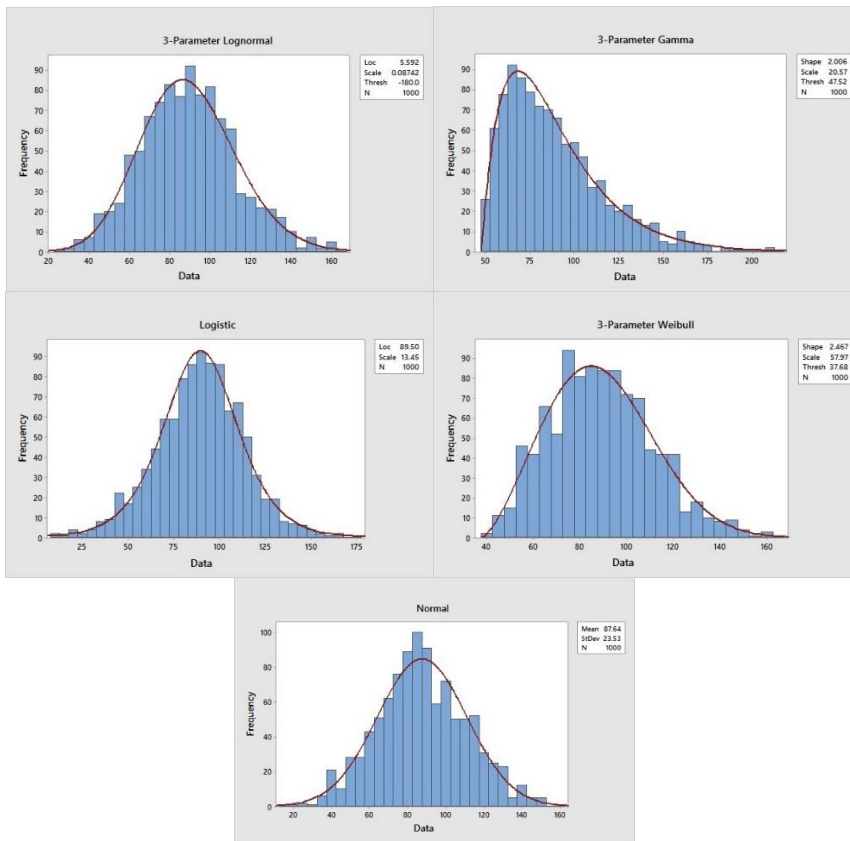 3-Parameter Lognormal
Loc 5.592
Scale 0.08742
Thresh -180.0
N 1000
90
80
70
60
50
40
30
20
10
0
Frequency
20 40 60 80 100 120 140 160
Data
3-Parameter Gamma
Shape 2.006
Scale 20.57
Thresh 47.52
N 1000
90
80
70
60
50
40
30
20
10
0
Frequency
50 75 100 125 150 175 200
Data
Logistic
Loc 89.50
Scale 13.45
N 1000
90
80
70
60
50
40
30
20
10
0
Frequency
25 50 75 100 125 150 175
Data
3-Parameter Weibull
Shape 2.467
Scale 57.97
Thresh 37.68
N 1000
90
80
70
60
50
40
30
20
10
0
Frequency
40 60 80 100 120 140 160
Data
Normal
Mean 87.64
StDev 23.53
N 1000
100
80
60
40
20
0
Frequency
20 40 60 80 100 120 140 160
Data